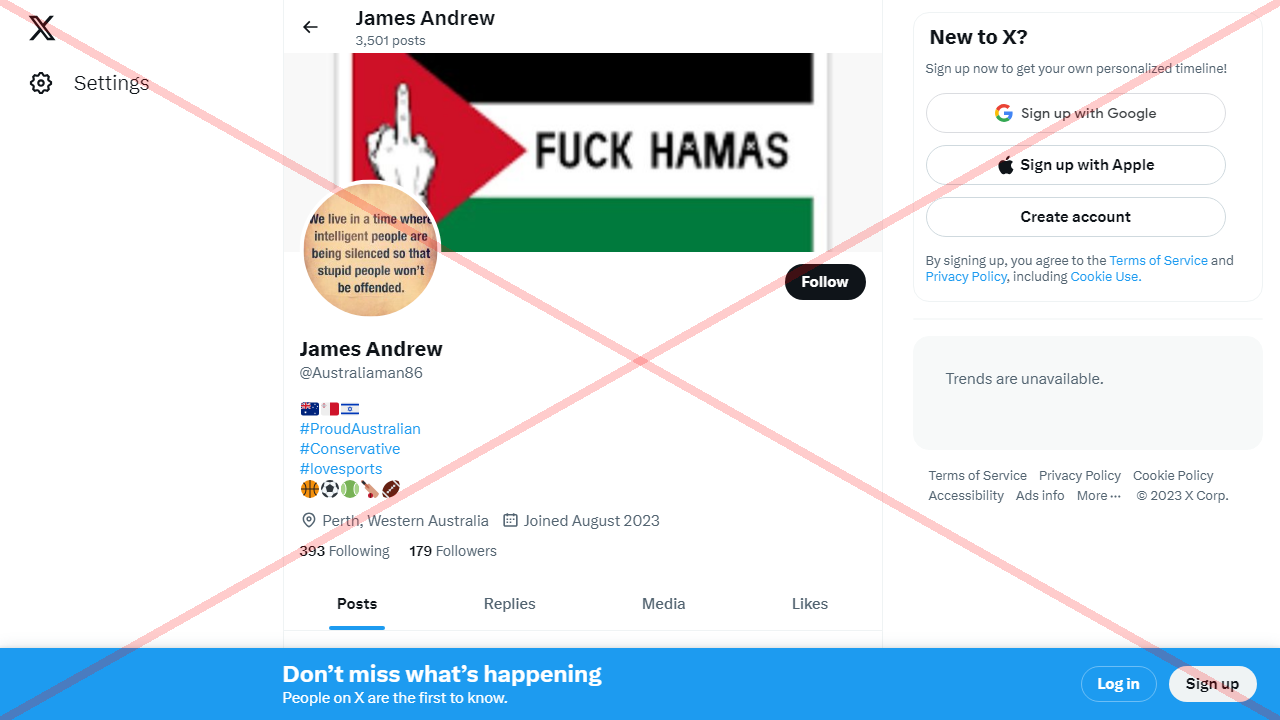 James Andrew
3,501 posts
Settings
FUCK HAMAS
We live in a time where
intelligent people are
being silenced so that
stupid people won't
be offended.
Follow
James Andrew
@Australiaman86
#ProudAustralian
#Conservative
#lovesports
Perth, Western Australia Joined August 2023
393 Following 179 Followers
Posts Replies Media Likes
New to X?
Sign up now to get your own personalized timeline!
Sign up with Google
Sign up with Apple
Create account
By signing up, you agree to the Terms of Service and
Privacy Policy, including Cookie Use.
Trends are unavailable.
Terms of Service Privacy Policy Cookie Policy
Accessibility Ads info More ··· © 2023 X Corp.
Don’t miss what’s happening
People on X are the first to know.
Log in Sign up